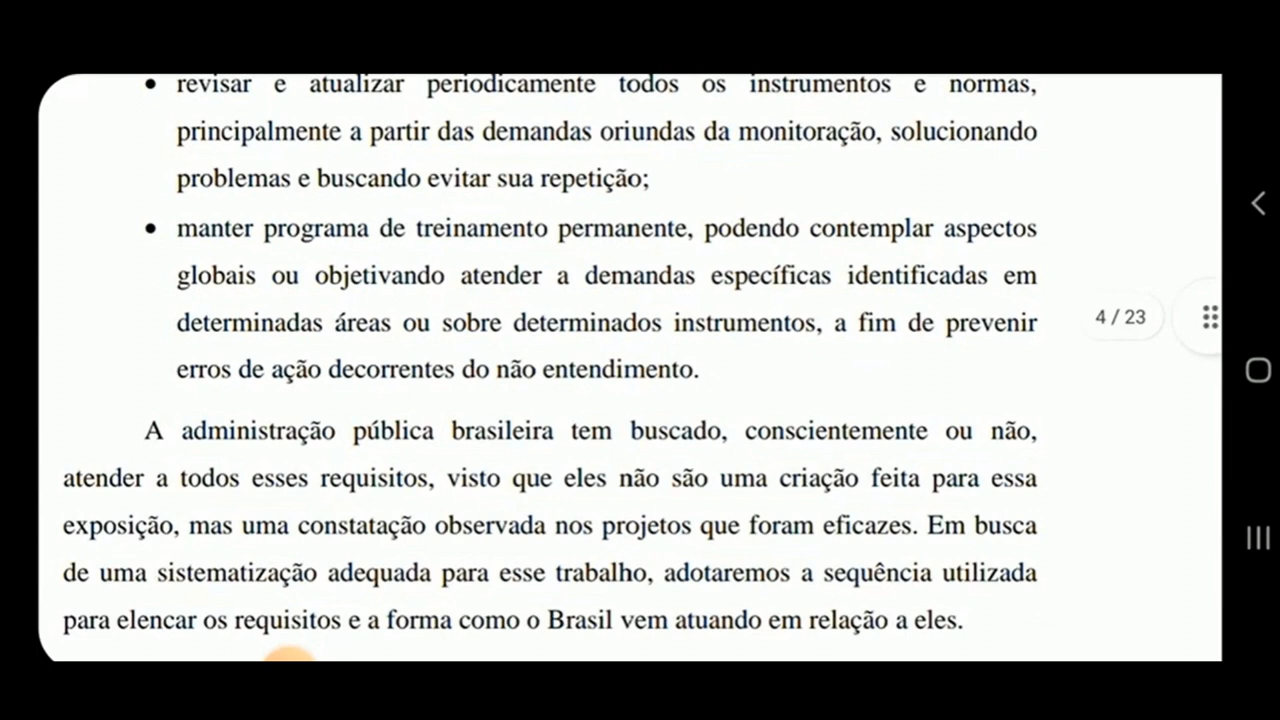 • revisar e atualizar periodicamente todos os instrumentos e normas,
principalmente a partir das demandas oriundas da monitoração, solucionando
problemas e buscando evitar sua repetição;
• manter programa de treinamento permanente, podendo contemplar aspectos
globais ou objetivando atender a demandas específicas identificadas em
determinadas áreas ou sobre determinados instrumentos, a fim de prevenir
erros de ação decorrentes do não entendimento.
4 / 23
A administração pública brasileira tem buscado, conscientemente ou não,
atender a todos esses requisitos, visto que eles não são uma criação feita para essa
exposição, mas uma constatação observada nos projetos que foram eficazes. Em busca
de uma sistematização adequada para esse trabalho, adotaremos a sequência utilizada
para elencar os requisitos e a forma como o Brasil vem atuando em relação a eles.